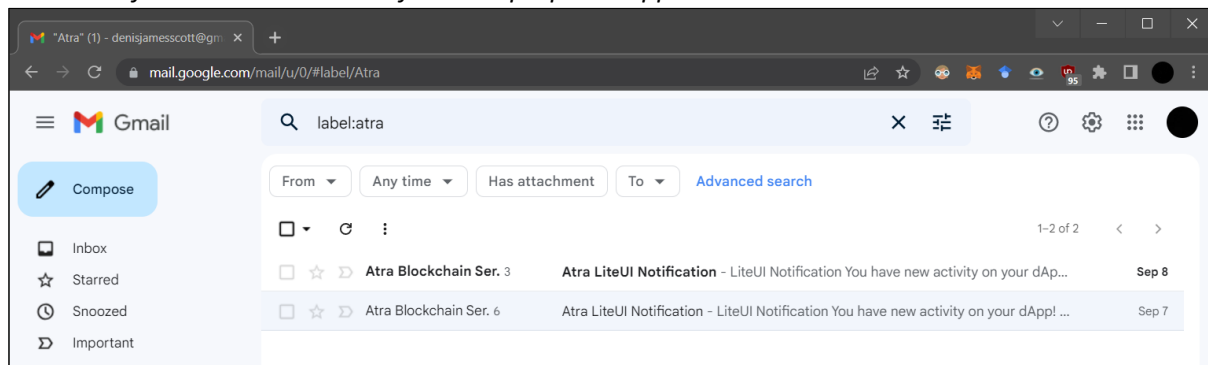 "Atra" (1) - denisjamesscott@gm
mail.google.com/mail/u/0/#label/Atra
95
Gmail
label:atra
Compose
From Any time Has attachment To Advanced search
1–2 of 2
Inbox
Starred
Snoozed
Important
Atra Blockchain Ser. 3 Atra LiteUI Notification - LiteUI Notification You have new activity on your dAp... Sep 8
Atra Blockchain Ser. 6 Atra LiteUI Notification - LiteUI Notification You have new activity on your dApp! ... Sep 7